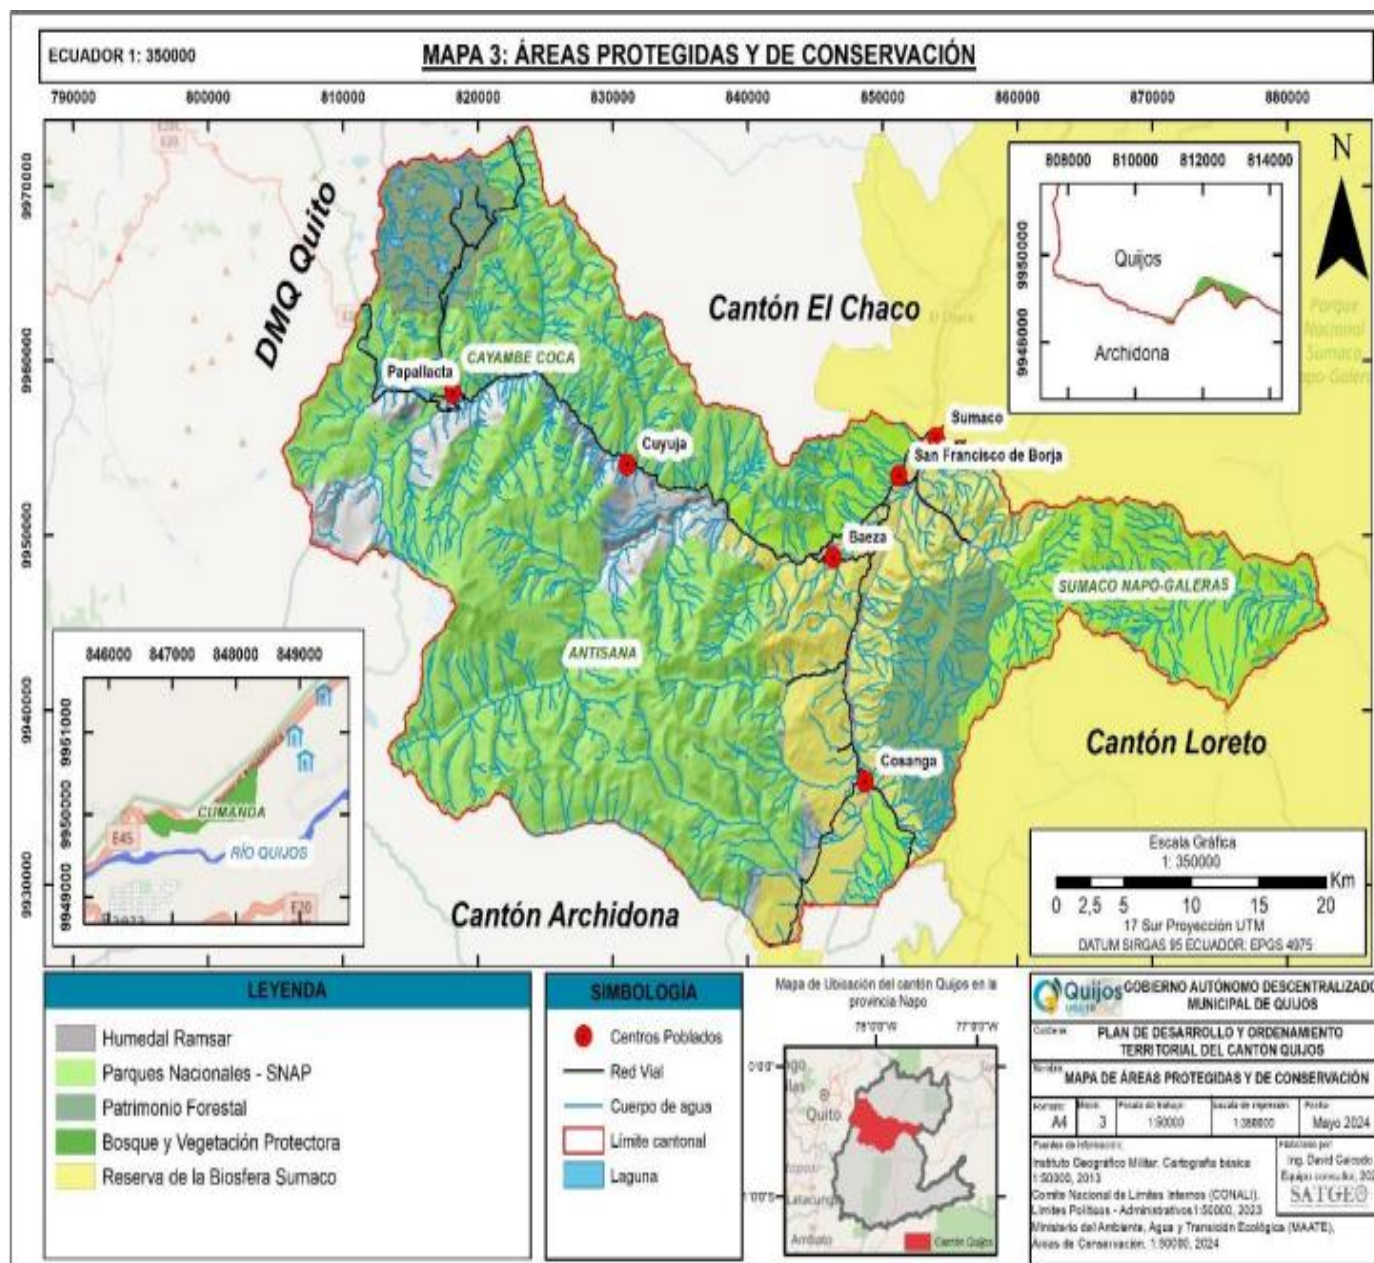 ECUADOR 1: 350000
MAPA 3: ÁREAS PROTEGIDAS Y DE CONSERVACIÓN
790000 800000 810000 820000 830000 840000 850000 860000 870000 880000
9970000
9960000
9950000
9940000
9930000
DMQ Quito
Cantón El Chaco
Cantón Loreto
Cantón Archidona
Papallacta
CAYAMBE COCA
Cuyuja
Sumaco
San Francisco de Borja
Baeza
SUMACO NAPO-GALERAS
ANTISANA
Cosanga
808000 810000 812000 814000
9950000
9948000
Quijos
Archidona
N
Parque
Nacional
Sumaco
846000 847000 848000 849000
9951000
9950000
9949000
CUMANDA
E45
RÍO QUIJOS
E20
Escala Gráfica
1: 350000
Km
0 2,5 5 10 15 20
17 Sur Proyección UTM
DATUM SIRGAS 95 ECUADOR: EPGS 4975
LEYENDA
Humedal Ramsar
Parques Nacionales - SNAP
Patrimonio Forestal
Bosque y Vegetación Protectora
Reserva de la Biosfera Sumaco
SIMBOLOGÍA
Centros Poblados
Red Vial
Cuerpo de agua
Límite cantonal
Laguna
Mapa de Ubicación del cantón Quijos en la
provincia Napo
78°0'0"W 77°0'0"W
Quito
Latacunga
Ambato
Cantón Quijos
Quijos
GOBIERNO AUTÓNOMO DESCENTRALIZADO
MUNICIPAL DE QUIJOS
PLAN DE DESARROLLO Y ORDENAMIENTO
TERRITORIAL DEL CANTÓN QUIJOS
MAPA DE ÁREAS PROTEGIDAS Y DE CONSERVACIÓN
A4 3 1:50000 Mayo 2024
Instituto Geográfico Militar. Cartografía básica
1:50000, 2013
Comité Nacional de Límites Internos (CONALI).
Límites Políticos - Administrativos 1:50000, 2023
Ministerio del Ambiente, Agua y Transición Ecológica (MAATE).
Áreas de Conservación. 1:50000, 2024
SATGEO